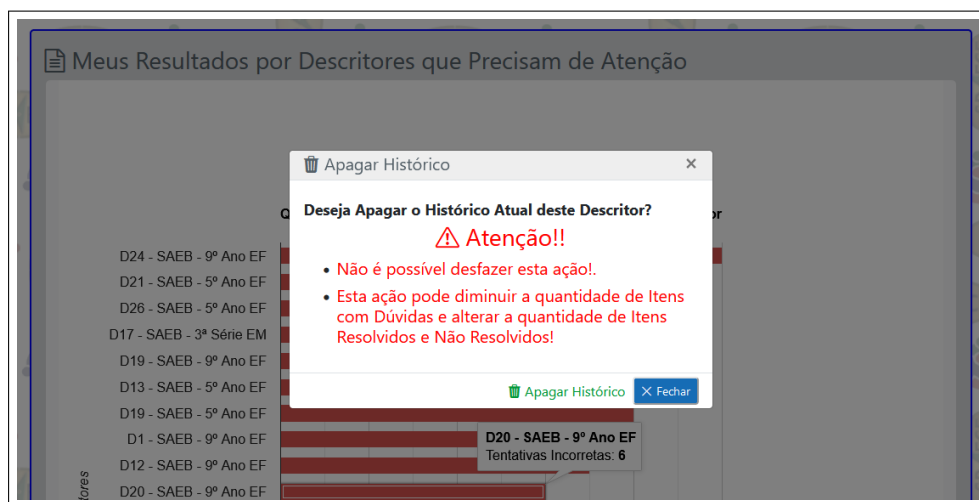 Meus Resultados por Descritores que Precisam de Atenção
Apagar Histórico ×
Deseja Apagar o Histórico Atual deste Descritor?
Atenção!!
• Não é possível desfazer esta ação!.
• Esta ação pode diminuir a quantidade de Itens
com Dúvidas e alterar a quantidade de Itens
Resolvidos e Não Resolvidos!
Apagar Histórico × Fechar
D24 - SAEB - 9º Ano EF
D21 - SAEB - 5º Ano EF
D26 - SAEB - 5º Ano EF
D17 - SAEB - 3ª Série EM
D19 - SAEB - 9º Ano EF
D13 - SAEB - 5º Ano EF
D19 - SAEB - 5º Ano EF
D1 - SAEB - 9º Ano EF
D12 - SAEB - 9º Ano EF
D20 - SAEB - 9º Ano EF
D20 - SAEB - 9º Ano EF
Tentativas Incorretas: 6